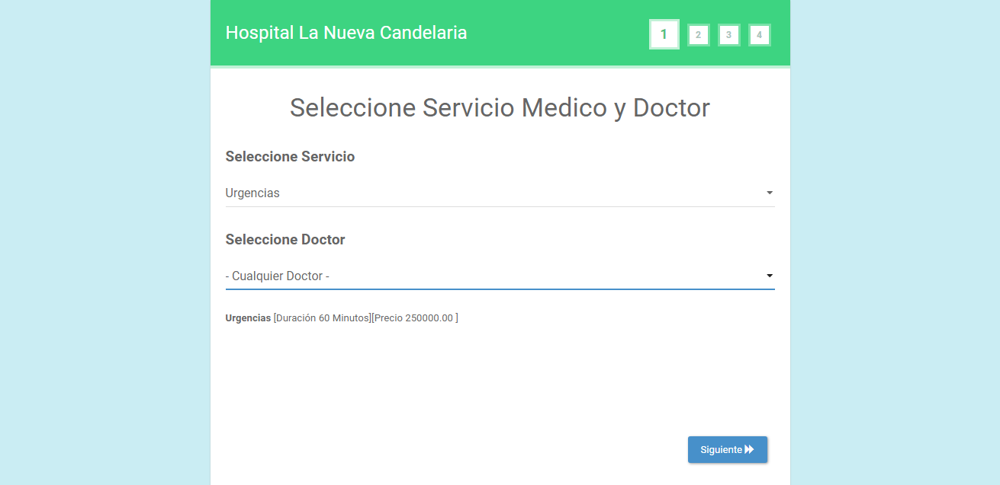 Hospital La Nueva Candelaria
1 2 3 4
Seleccione Servicio Medico y Doctor
Seleccione Servicio
Urgencias
Seleccione Doctor
- Cualquier Doctor -
Urgencias [Duración 60 Minutos][Precio 250000.00 ]
Siguiente